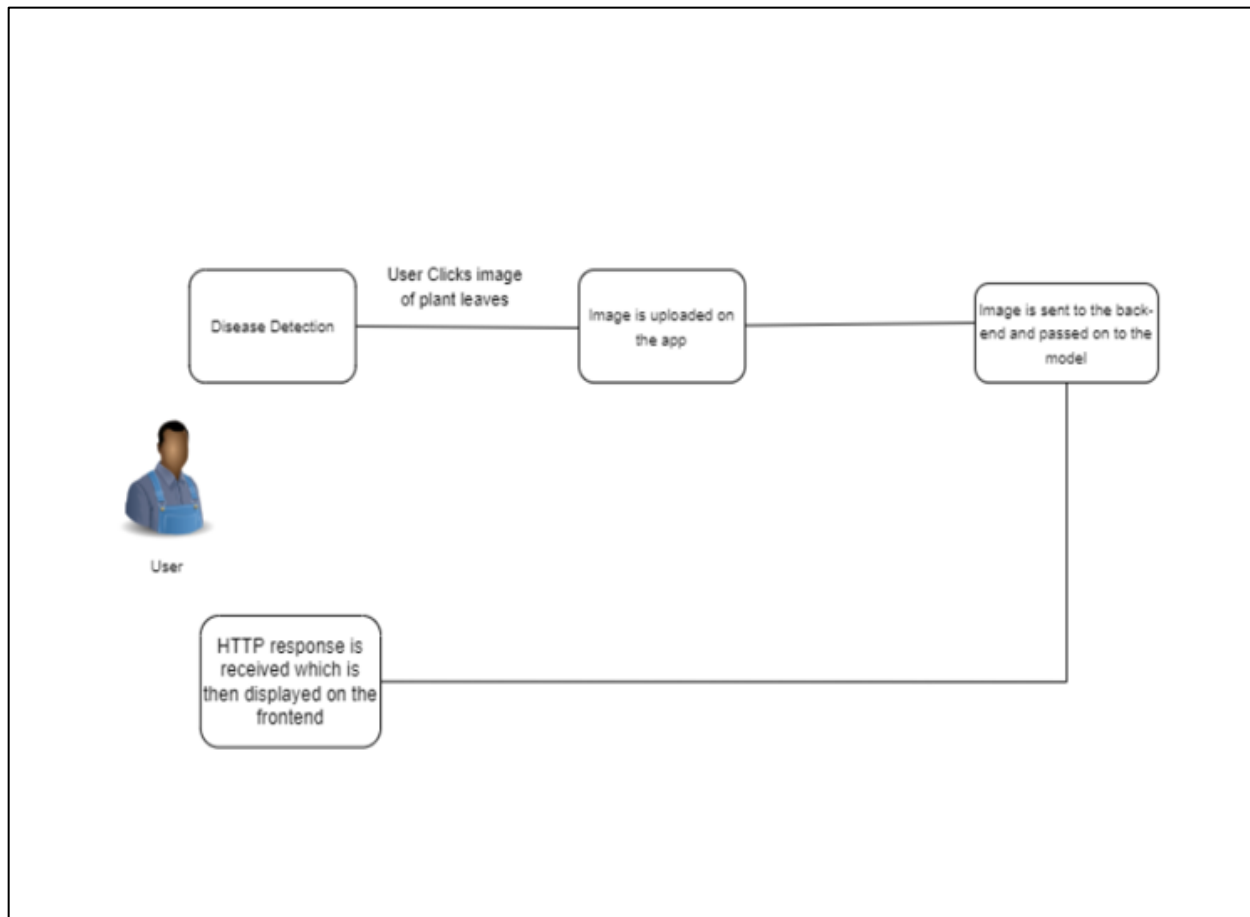 User Clicks image
of plant leaves
Disease Detection
Image is uploaded on
the app
Image is sent to the back-
end and passed on to the
model
User
HTTP response is
received which is
then displayed on the
frontend